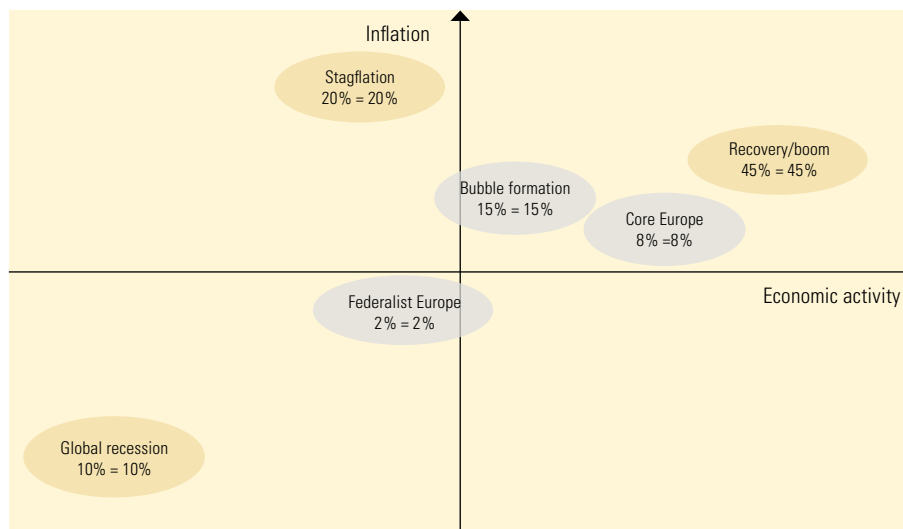 Inflation
Stagflation
20% = 20%
Recovery/boom
45% = 45%
Bubble formation
15% = 15%
Core Europe
8% =8%
Economic activity
Federalist Europe
2% = 2%
Global recession
10% = 10%